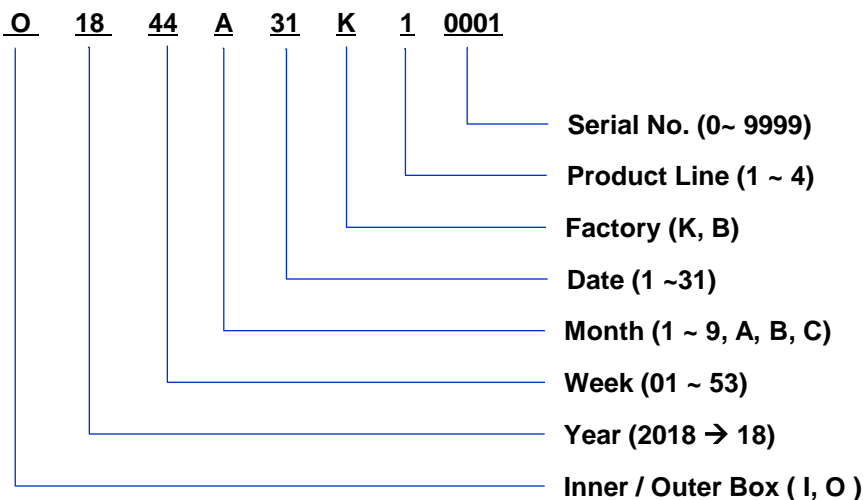 O 18 44 A 31 K 1 0001
Serial No. (0~ 9999)
Product Line (1 ~ 4)
Factory (K, B)
Date (1 ~31)
Month (1 ~ 9, A, B, C)
Week (01 ~ 53)
Year (2018 → 18)
Inner / Outer Box ( I, O )